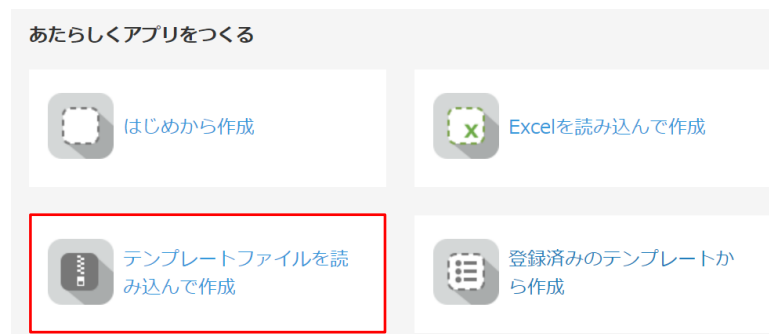 あたらしくアプリをつくる
はじめから作成
Excelを読み込んで作成
テンプレートファイルを読
み込んで作成
登録済みのテンプレートか
ら作成